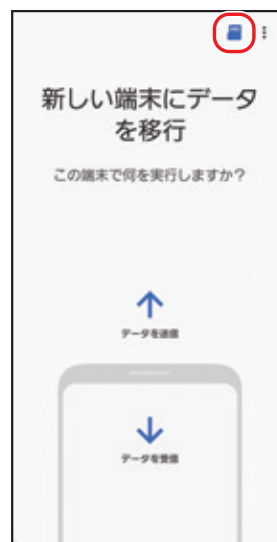 新しい端末にデータ
を移行
この端末で何を実行しますか？
データを送信
データを受信